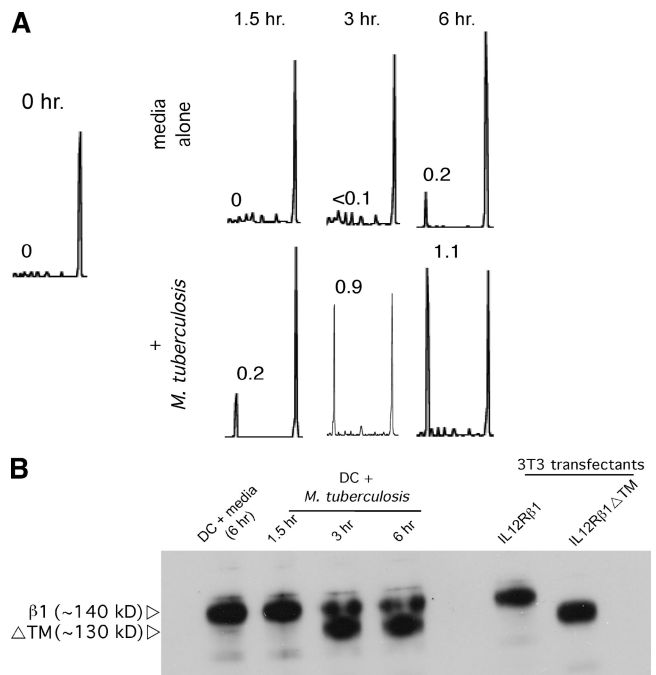 A
1.5 hr.
3 hr.
6 hr.
0 hr.
media
alone
0
0
<0.1
0.2
+
M. tuberculosis
0.2
0.9
1.1
B
3T3 transfectants
DC +
M. tuberculosis
DC + media
(6 hr)
1.5 hr
3 hr
6 hr
IL12Rβ1
IL12Rβ1△TM
β1 (~140 kD) ▷
△TM (~130 kD) ▷